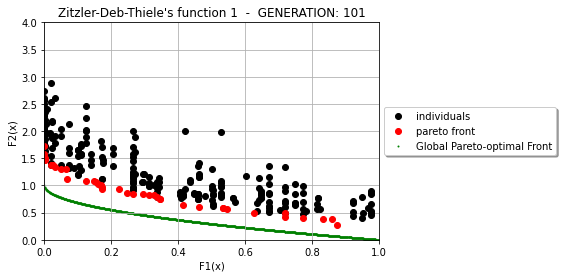 Zitzler-Deb-Thiele's function 1 - GENERATION: 101
4.0
3.5
3.0
2.5
2.0
1.5
1.0
0.5
0.0
F2(x)
0.0 0.2 0.4 0.6 0.8 1.0
F1(x)
individuals
pareto front
Global Pareto-optimal Front